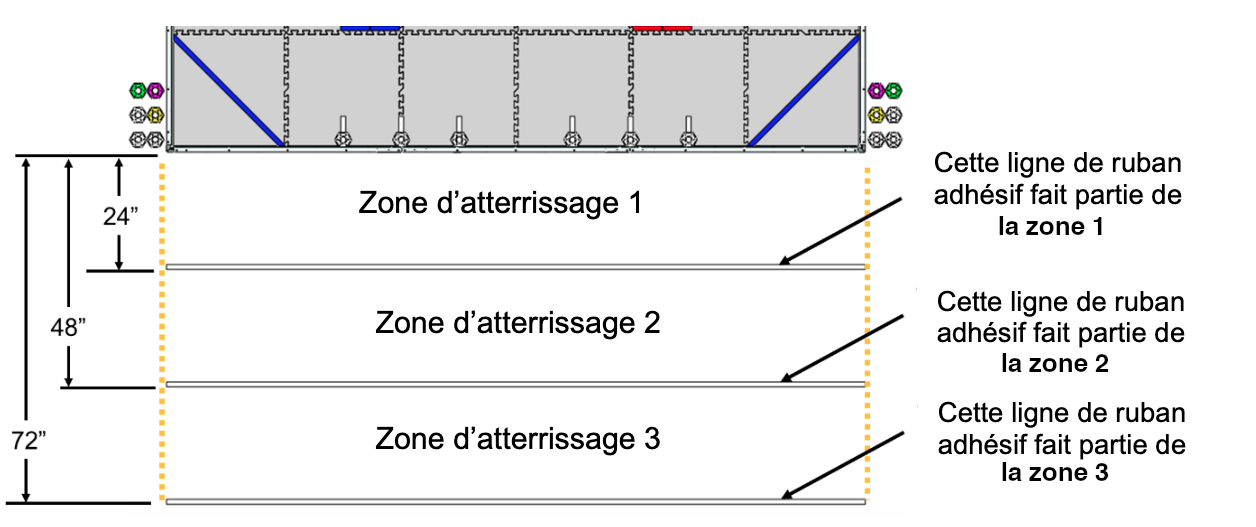 Zone d’atterrissage 1
24”
Cette ligne de ruban
adhésif fait partie de
la zone 1
Zone d’atterrissage 2
48”
Cette ligne de ruban
adhésif fait partie de
la zone 2
Zone d’atterrissage 3
72”
Cette ligne de ruban
adhésif fait partie de
la zone 3